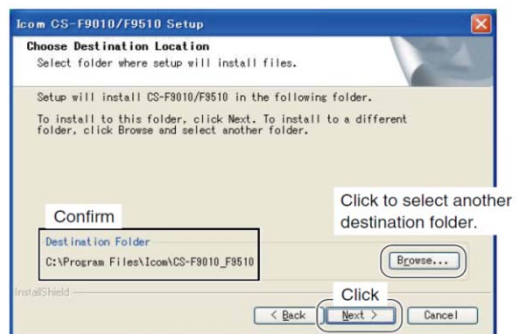 Icom CS-F9010/F9510 Setup
Choose Destination Location
Select folder where setup will install files.
Setup will install CS-F9010/F9510 in the following folder.
To install to this folder, click Next. To install to a different
folder, click Browse and select another folder.
Click to select another
destination folder.
Confirm
Destination Folder
C:\Program Files\Icom\CS-F9010_F9510
Browse...
InstallShield
Click
< Back
Next >
Cancel